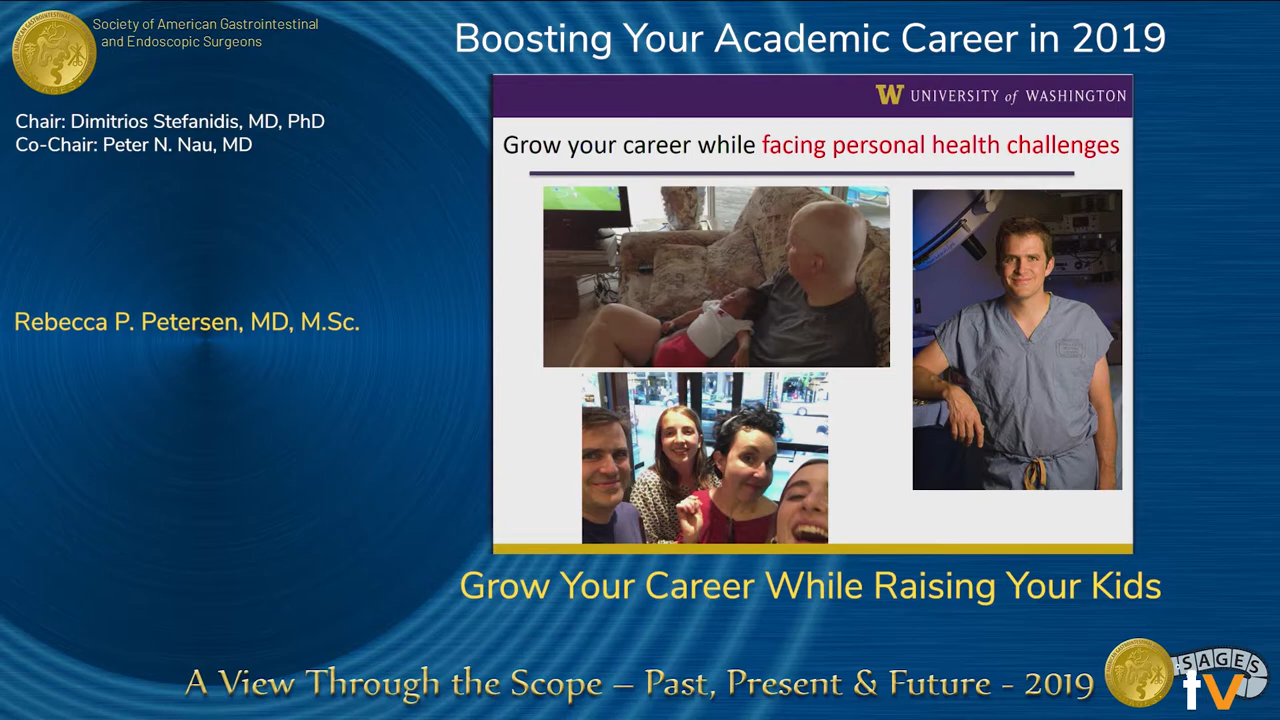 Society of American Gastrointestinal
and Endoscopic Surgeons
Boosting Your Academic Career in 2019
Chair: Dimitrios Stefanidis, MD, PhD
Co-Chair: Peter N. Nau, MD
W UNIVERSITY of WASHINGTON
Grow your career while facing personal health challenges
Rebecca P. Petersen, MD, M.Sc.
Grow Your Career While Raising Your Kids
A View Through the Scope – Past, Present & Future - 2019
SAGES
tv